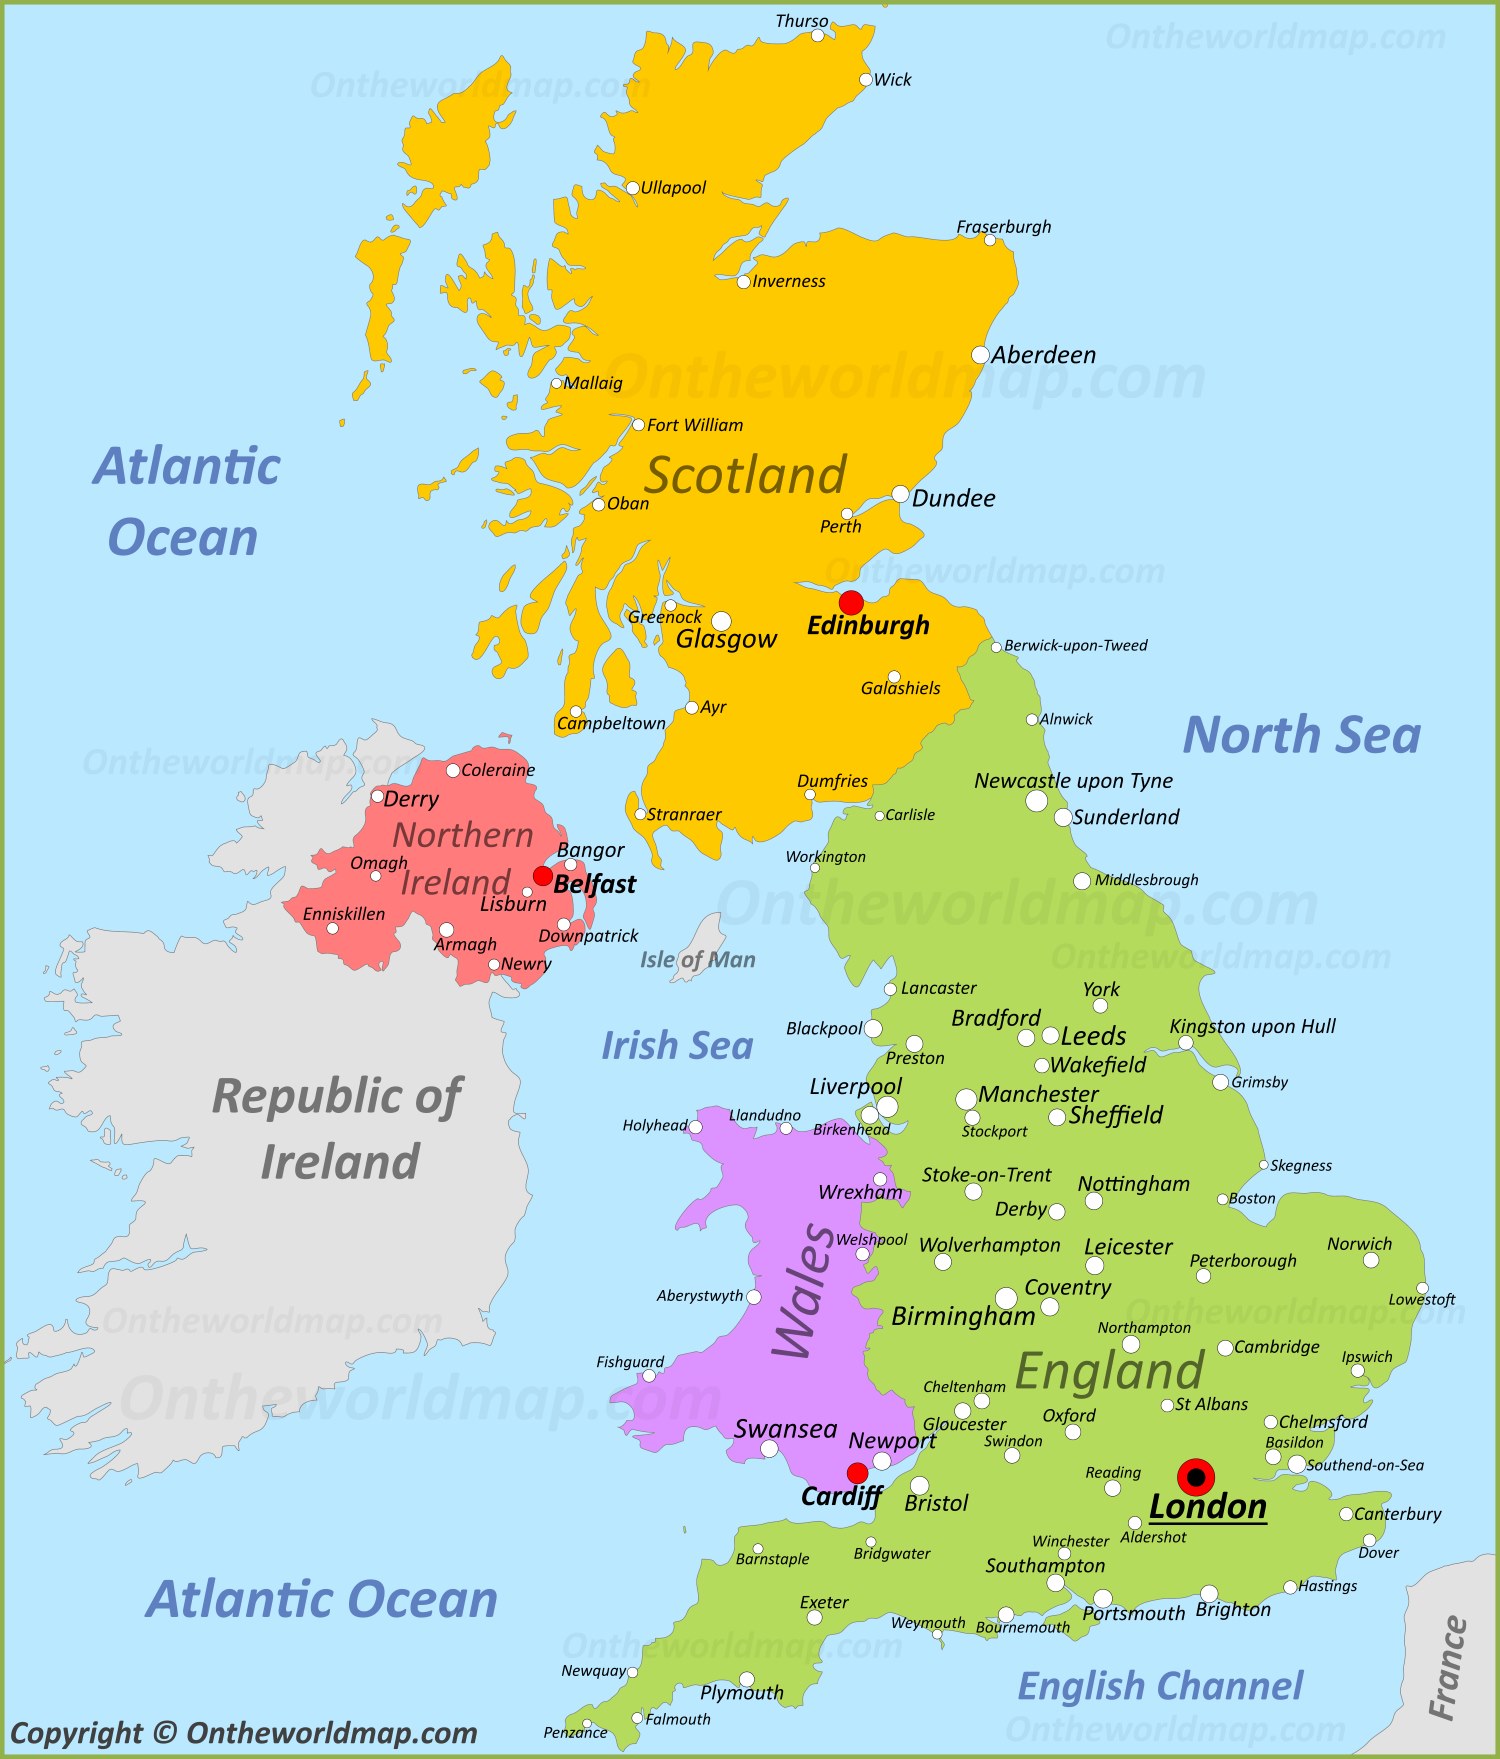 Thurso
Ontheworldmap.com
Ontheworldmap.com
Wick
Ullapool
Fraserburgh
Inverness
Aberdeen
Ontheworldmap.com
Mallaig
Fort William
Atlantic
Ocean
Scotland
Dundee
Oban
Perth
Ontheworldmap.com
Greenock
Glasgow
Edinburgh
Berwick-upon-Tweed
Galashiels
Campbeltown
Ayr
Alnwick
North Sea
Ontheworldmap.com
Coleraine
Newcastle upon Tyne
Dumfries
Derry
Stranraer
Carlisle
Sunderland
Northern
Ireland
Bangor
Workington
Omagh
Belfast
Lisburn
Middlesbrough
Ontheworldmap.com
Enniskillen
Armagh
Downpatrick
Newry
Isle of Man
Ontheworldmap.com
Lancaster
York
Blackpool
Bradford
Leeds
Kingston upon Hull
Irish Sea
Preston
Wakefield
Grimsby
Republic of
Ireland
Liverpool
Manchester
Sheffield
Holyhead
Llandudno
Birkenhead
Stockport
Skegness
Wrexham
Stoke-on-Trent
Nottingham
Boston
Derby
Welshpool
Wolverhampton
Leicester
Norwich
Peterborough
Wales
Aberystwyth
Coventry
Lowestoft
Ontheworldmap.com
Birmingham
Ontheworldmap.com
Northampton
Cambridge
Fishguard
England
Ipswich
Ontheworldmap.com
Cheltenham
Gloucester
Oxford
St Albans
Chelmsford
Swansea
Newport
Swindon
Basildon
Southend-on-Sea
Reading
Cardiff
Bristol
London
Canterbury
Aldershot
Winchester
Barnstaple
Bridgwater
Dover
Southampton
Hastings
Atlantic Ocean
Exeter
Weymouth
Bournemouth
Portsmouth
Brighton
Ontheworldmap.com
Newquay
Plymouth
English Channel
France
Falmouth
Penzance
Ontheworldmap.com
Copyright © Ontheworldmap.com